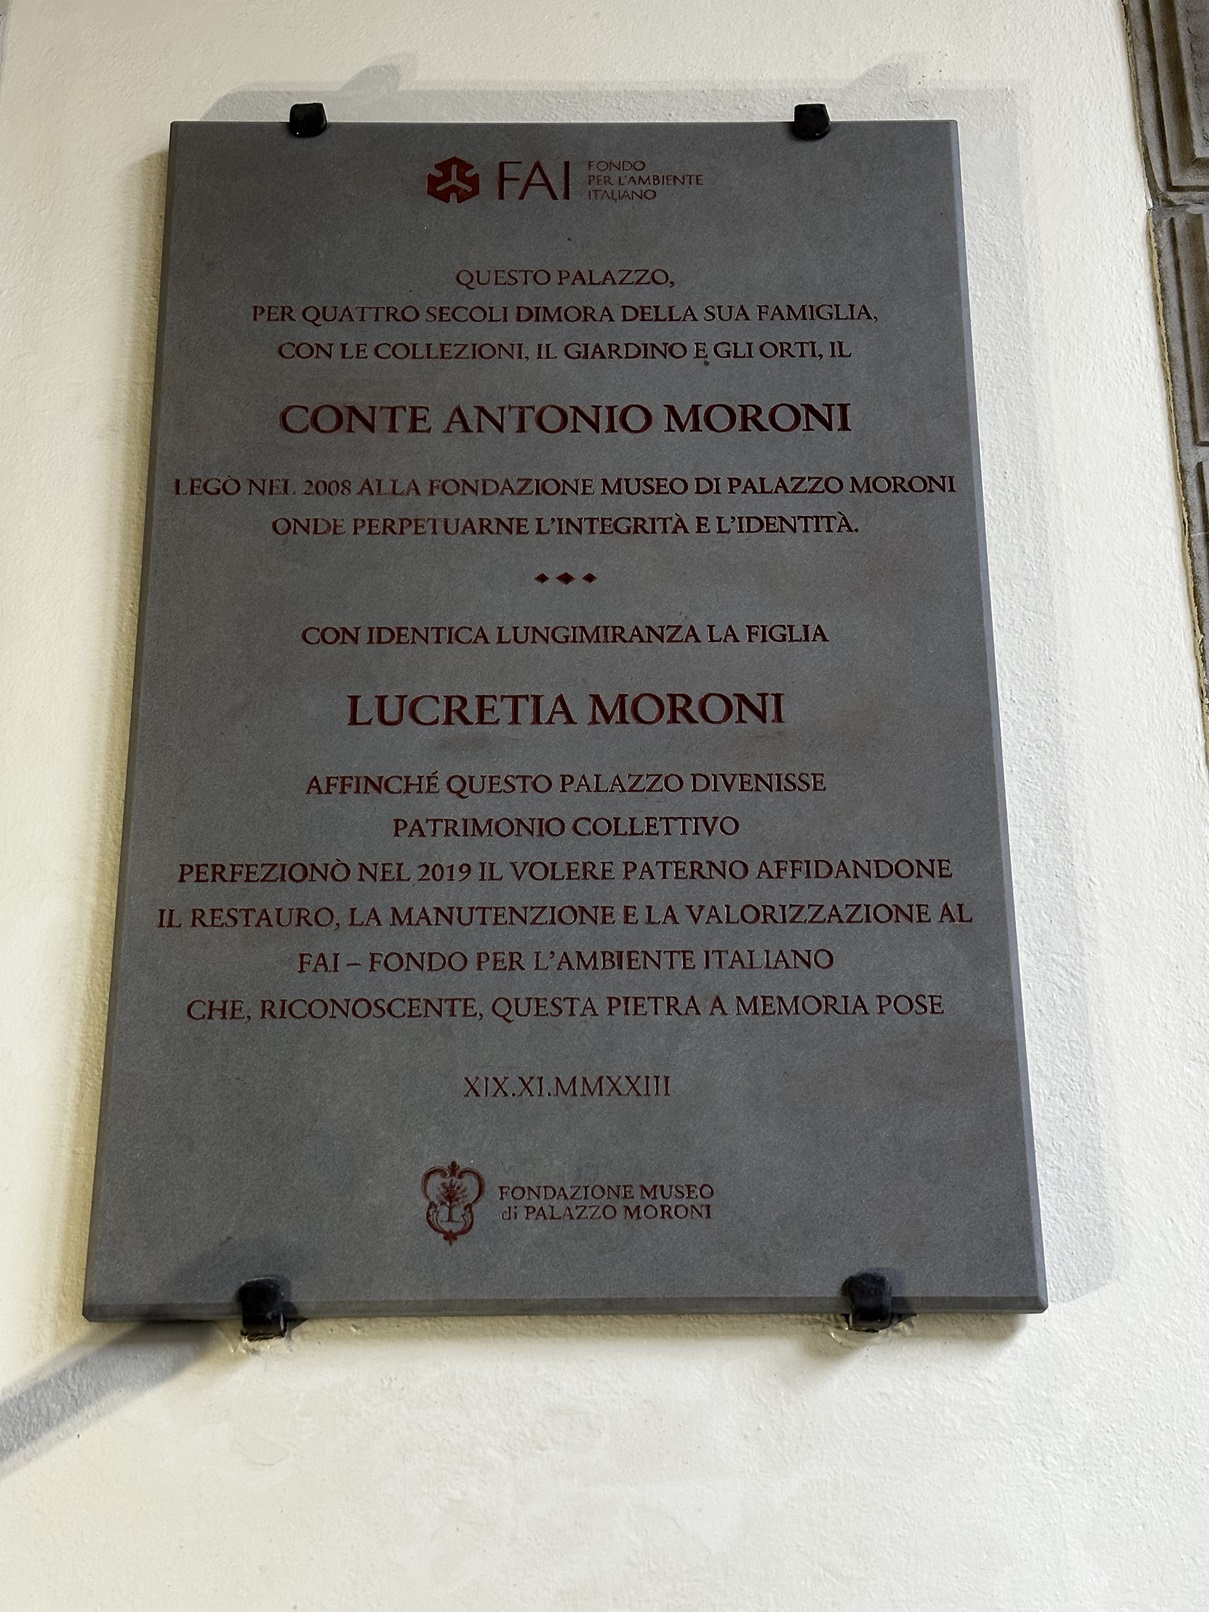 FAI
FONDO
PER L'AMBIENTE
ITALIANO
QUESTO PALAZZO,
PER QUATTRO SECOLI DIMORA DELLA SUA FAMIGLIA,
CON LE COLLEZIONI, IL GIARDINO E GLI ORTI, IL
CONTE ANTONIO MORONI
LEGÒ NEL 2008 ALLA FONDAZIONE MUSEO DI PALAZZO MORONI
ONDE PERPETUARNE L'INTEGRITÀ E L'IDENTITÀ.
CON IDENTICA LUNGIMIRANZA LA FIGLIA
LUCRETIA MORONI
AFFINCHÉ QUESTO PALAZZO DIVENISSE
PATRIMONIO COLLETTIVO
PERFEZIONÒ NEL 2019 IL VOLERE PATERNO AFFIDANDONE
IL RESTAURO, LA MANUTENZIONE E LA VALORIZZAZIONE AL
FAI – FONDO PER L'AMBIENTE ITALIANO
CHE, RICONOSCENTE, QUESTA PIETRA A MEMORIA POSE
XIX.XI.MMXXIII
FONDAZIONE MUSEO
di PALAZZO MORONI